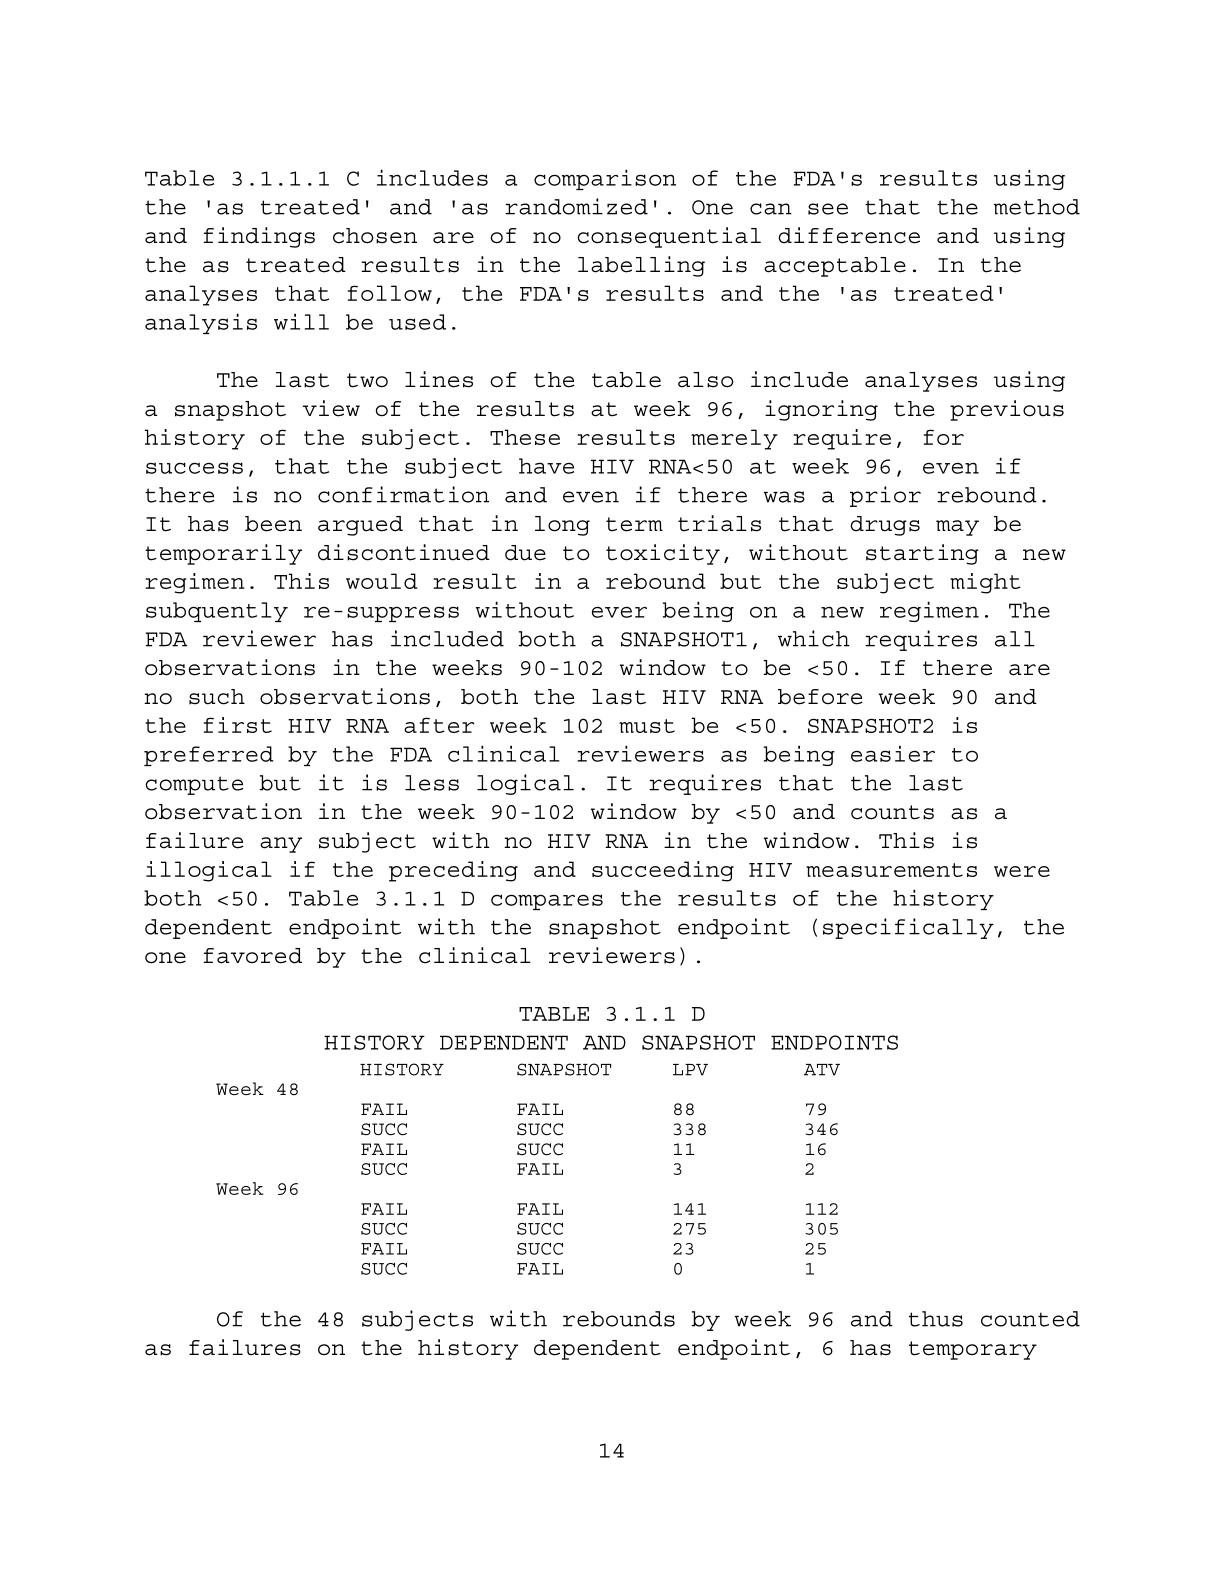 Table 3.1.1.1 C includes a comparison of the FDA's results using
the 'as treated' and 'as randomized'. One can see that the method
and findings chosen are of no consequential difference and using
the as treated results in the labelling is acceptable. In the
analyses that follow, the FDA's results and the 'as treated'
analysis will be used.
The last two lines of the table also include analyses using
a snapshot view of the results at week 96, ignoring the previous
history of the subject. These results merely require, for
success, that the subject have HIV RNA<50 at week 96, even if
there is no confirmation and even if there was a prior rebound.
It has been argued that in long term trials that drugs may be
temporarily discontinued due to toxicity, without starting a new
regimen. This would result in a rebound but the subject might
subquently re-suppress without ever being on a new regimen. The
FDA reviewer has included both a SNAPSHOT1, which requires all
observations in the weeks 90-102 window to be <50. If there are
no such observations, both the last HIV RNA before week 90 and
the first HIV RNA after week 102 must be <50. SNAPSHOT2 is
preferred by the FDA clinical reviewers as being easier to
compute but it is less logical. It requires that the last
observation in the week 90-102 window by <50 and counts as a
failure any subject with no HIV RNA in the window. This is
illogical if the preceding and succeeding HIV measurements were
both <50. Table 3.1.1 D compares the results of the history
dependent endpoint with the snapshot endpoint (specifically, the
one favored by the clinical reviewers).
TABLE 3.1.1 D
HISTORY DEPENDENT AND SNAPSHOT ENDPOINTS
HISTORY SNAPSHOT LPV ATV
Week 48
FAIL FAIL 88 79
SUCC SUCC 338 346
FAIL SUCC 11 16
SUCC FAIL 3 2
Week 96
FAIL FAIL 141 112
SUCC SUCC 275 305
FAIL SUCC 23 25
SUCC FAIL 0 1
Of the 48 subjects with rebounds by week 96 and thus counted
as failures on the history dependent endpoint, 6 has temporary
14